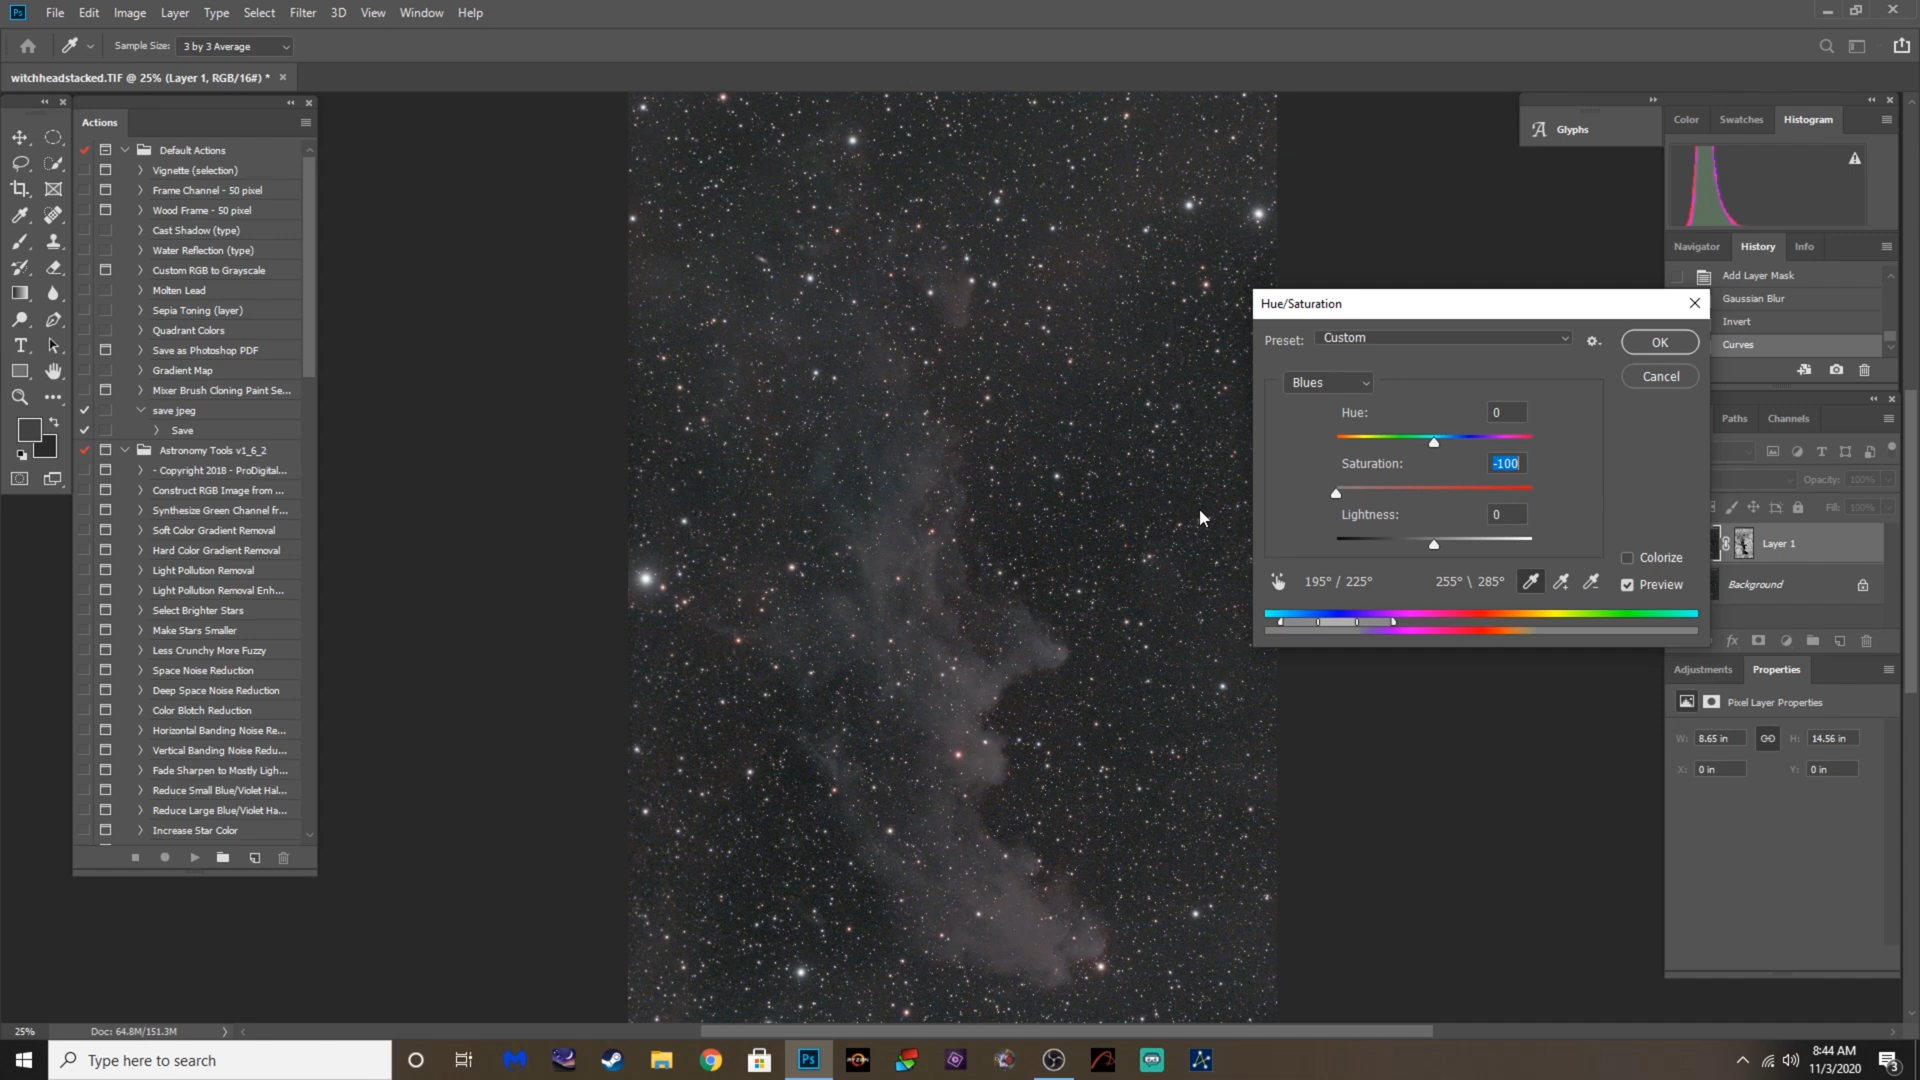 Ps File Edit Image Layer Type Select Filter 3D View Window Help
Sample Size: 3 by 3 Average
witchheadstacked.TIF @ 25% (Layer 1, RGB/16#) *
Actions
Default Actions
Vignette (selection)
Frame Channel - 50 pixel
Wood Frame - 50 pixel
Cast Shadow (type)
Water Reflection (type)
Custom RGB to Grayscale
Molten Lead
Sepia Toning (layer)
Quadrant Colors
Save as Photoshop PDF
Gradient Map
Mixer Brush Cloning Paint Se...
save jpeg
Save
Astronomy Tools v1_6_2
- Copyright 2018 - ProDigital...
Construct RGB Image from ...
Synthesize Green Channel fr...
Soft Color Gradient Removal
Hard Color Gradient Removal
Light Pollution Removal
Light Pollution Removal Enh...
Select Brighter Stars
Make Stars Smaller
Less Crunchy More Fuzzy
Space Noise Reduction
Deep Space Noise Reduction
Color Blotch Reduction
Horizontal Banding Noise Re...
Vertical Banding Noise Redu...
Fade Sharpen to Mostly Ligh...
Reduce Small Blue/Violet Hal...
Reduce Large Blue/Violet Ha...
Increase Star Color
Glyphs
Color Swatches Histogram
Navigator History Info
Add Layer Mask
Gaussian Blur
Invert
Curves
Hue/Saturation
Preset: Custom
OK
Cancel
Blues
Hue: 0
Saturation: -100
Lightness: 0
Colorize
195° / 225° 255° \ 285°
Preview
Paths Channels
Opacity: 100%
Fill: 100%
Layer 1
Background
fx
Adjustments Properties
Pixel Layer Properties
W: 8.65 in H: 14.56 in
X: 0 in Y: 0 in
25% Doc: 64.8M/151.3M
Type here to search
Ps
RYZEN
8:44 AM
11/3/2020
3